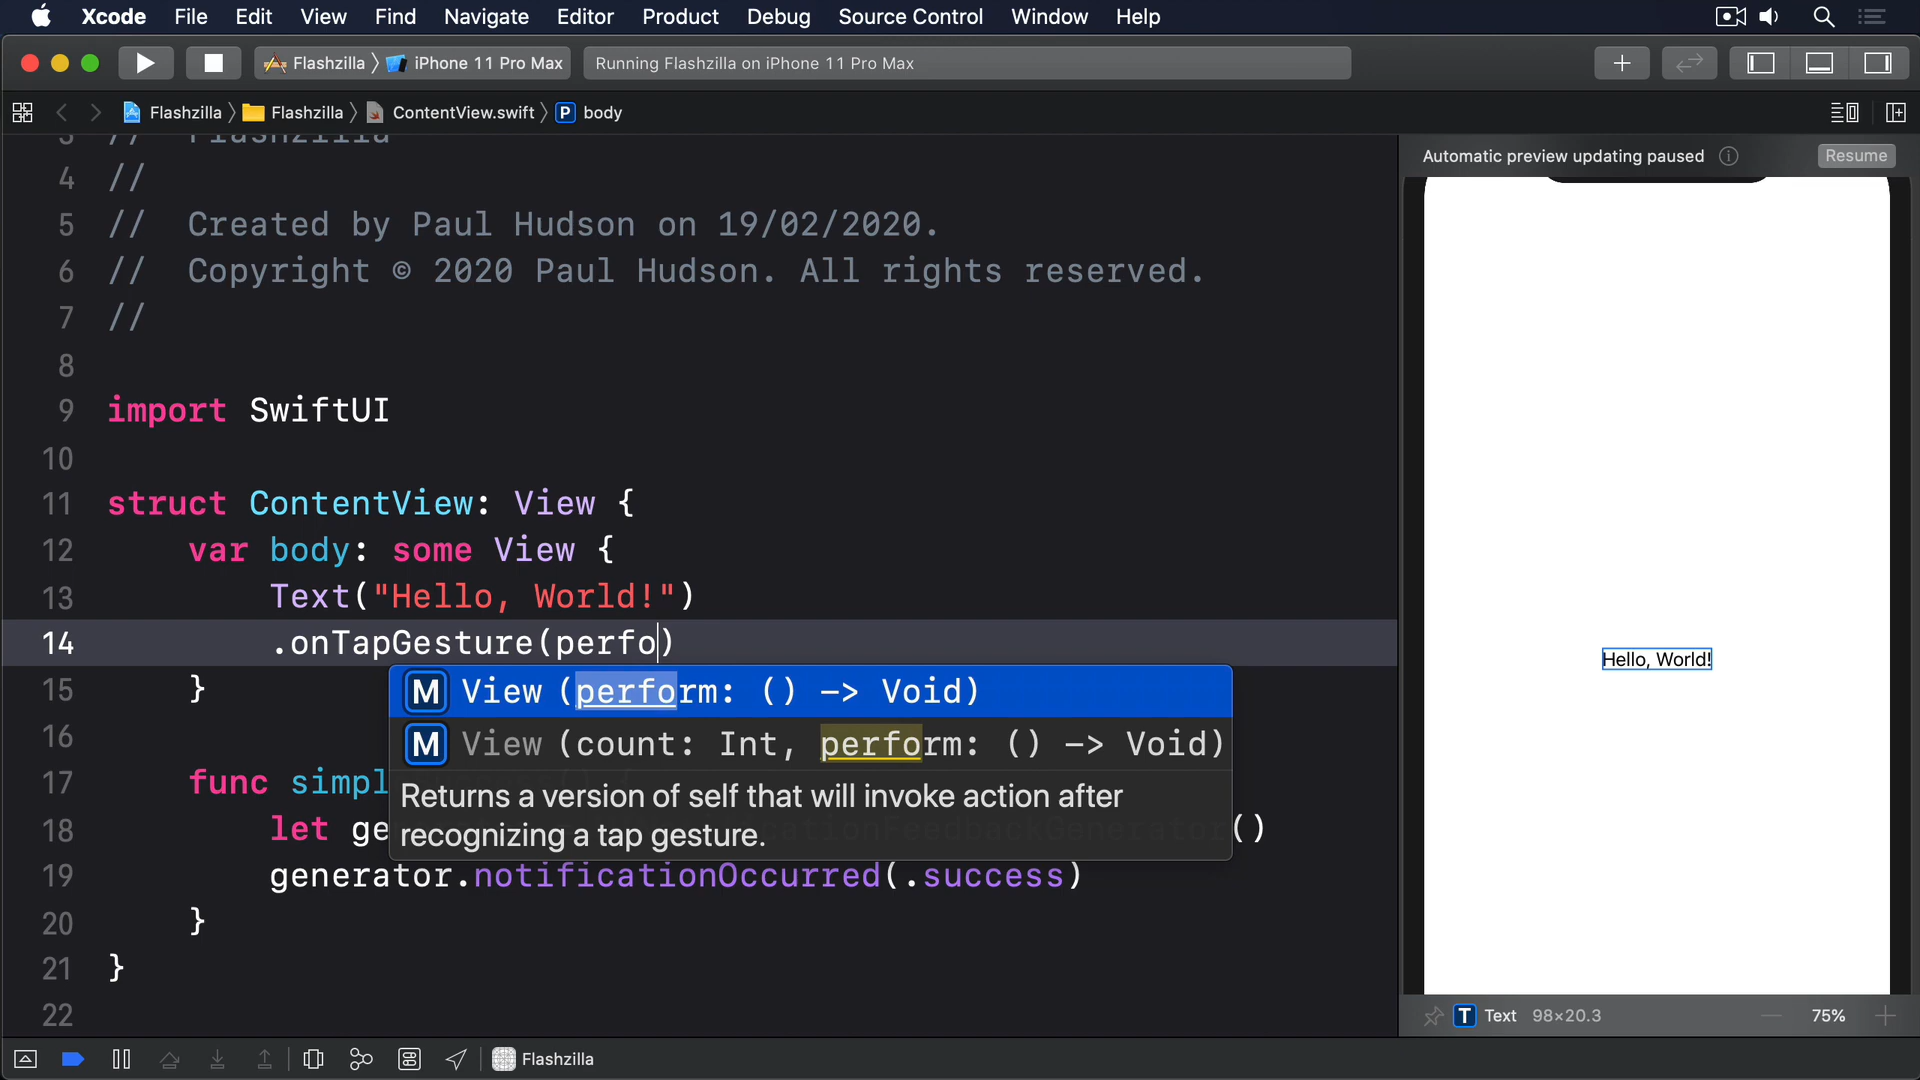 Xcode File Edit View Find Navigate Editor Product Debug Source Control Window Help
Flashzilla iPhone 11 Pro Max Running Flashzilla on iPhone 11 Pro Max
Flashzilla Flashzilla ContentView.swift P body
Automatic preview updating paused Resume
3 // Flashzilla
4 //
5 // Created by Paul Hudson on 19/02/2020.
6 // Copyright © 2020 Paul Hudson. All rights reserved.
7 //
8
9 import SwiftUI
10
11 struct ContentView: View {
12 var body: some View {
13 Text("Hello, World!")
14 .onTapGesture(perfo)
15 }
M View (perform: () -> Void)
16
M View (count: Int, perform: () -> Void)
17 func simpl
Returns a version of self that will invoke action after
18 let ge ()
recognizing a tap gesture.
19 generator.notificationOccurred(.success)
20 }
21 }
22
Hello, World!
T Text 98×20.3 75%
Flashzilla